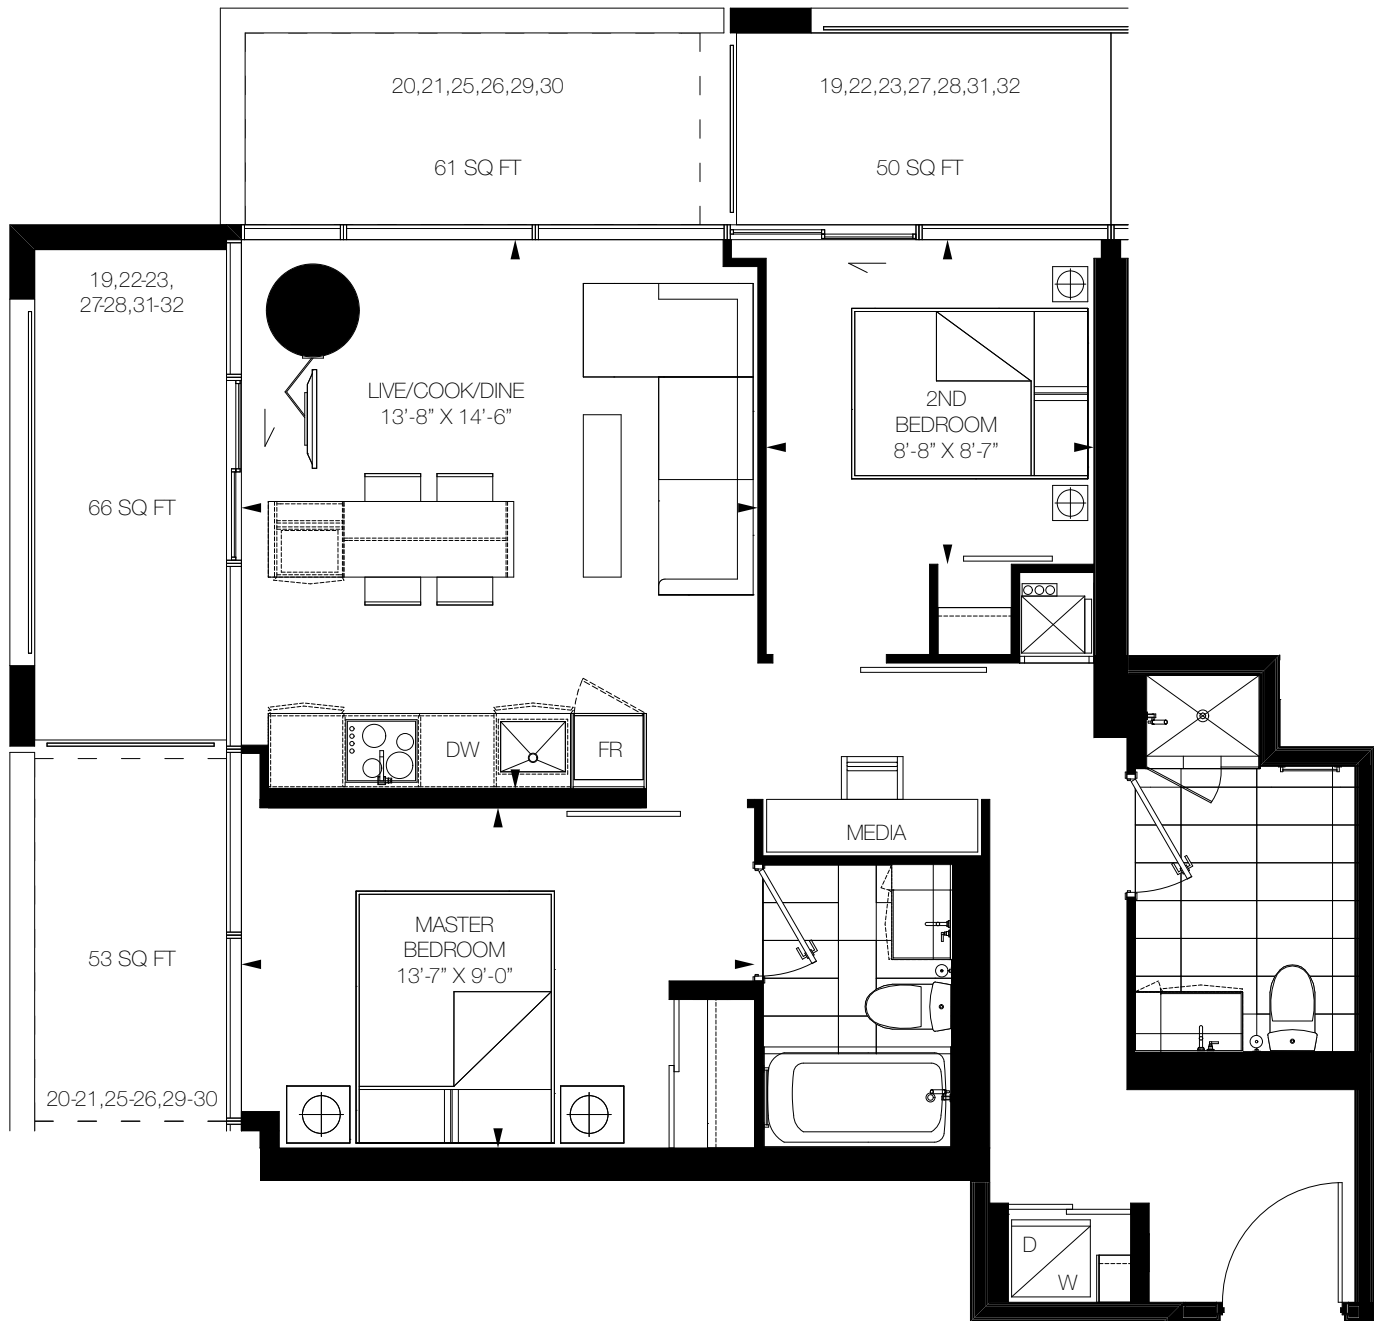 20,21,25,26,29,30
61 SQ FT
19,22,23,27,28,31,32
50 SQ FT
19,22-23,
27-28,31-32
66 SQ FT
LIVE/COOK/DINE
13'-8" X 14'-6"
2ND
BEDROOM
8'-8" X 8'-7"
DW
FR
MEDIA
MASTER
BEDROOM
13'-7" X 9'-0"
53 SQ FT
20-21,25-26,29-30
D
W